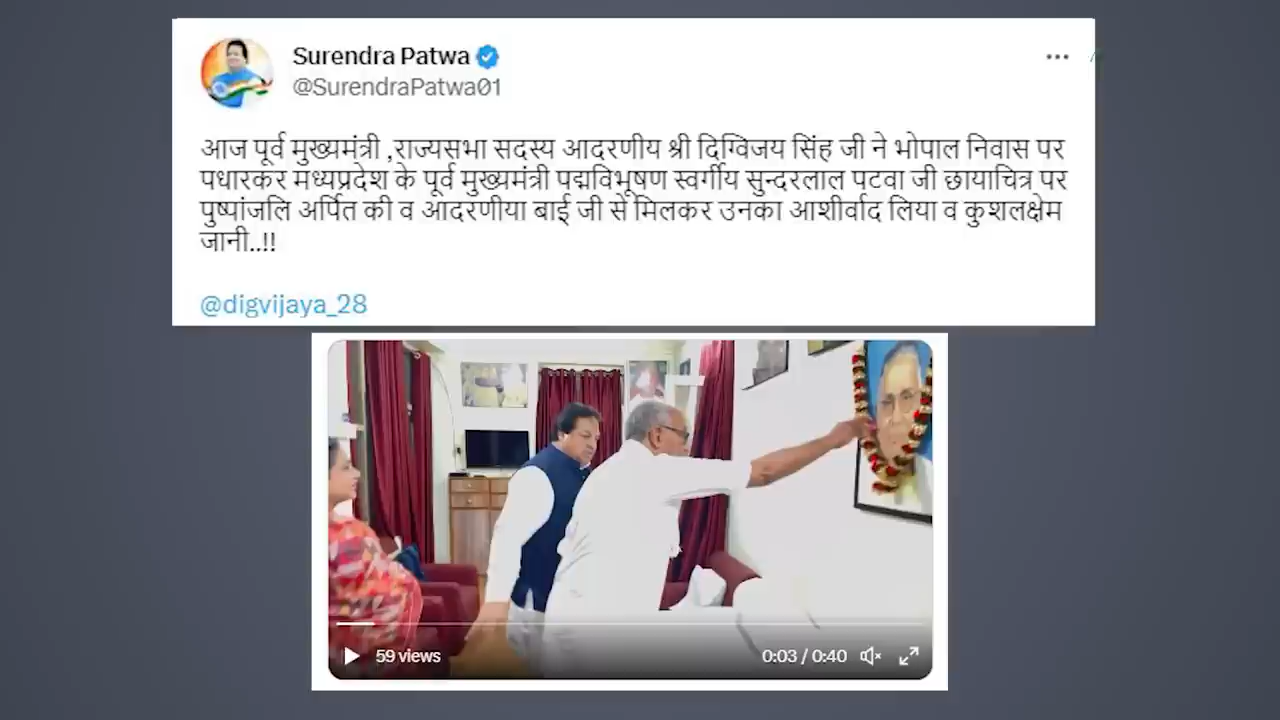 Surendra Patwa
@SurendraPatwa01
आज पूर्व मुख्यमंत्री ,राज्यसभा सदस्य आदरणीय श्री दिग्विजय सिंह जी ने भोपाल निवास पर
पधारकर मध्यप्रदेश के पूर्व मुख्यमंत्री पद्मविभूषण स्वर्गीय सुन्दरलाल पटवा जी छायाचित्र पर
पुष्पांजलि अर्पित की व आदरणीया बाई जी से मिलकर उनका आशीर्वाद लिया व कुशलक्षेम
जानी..!!
@digvijaya_28
59 views
0:03 / 0:40